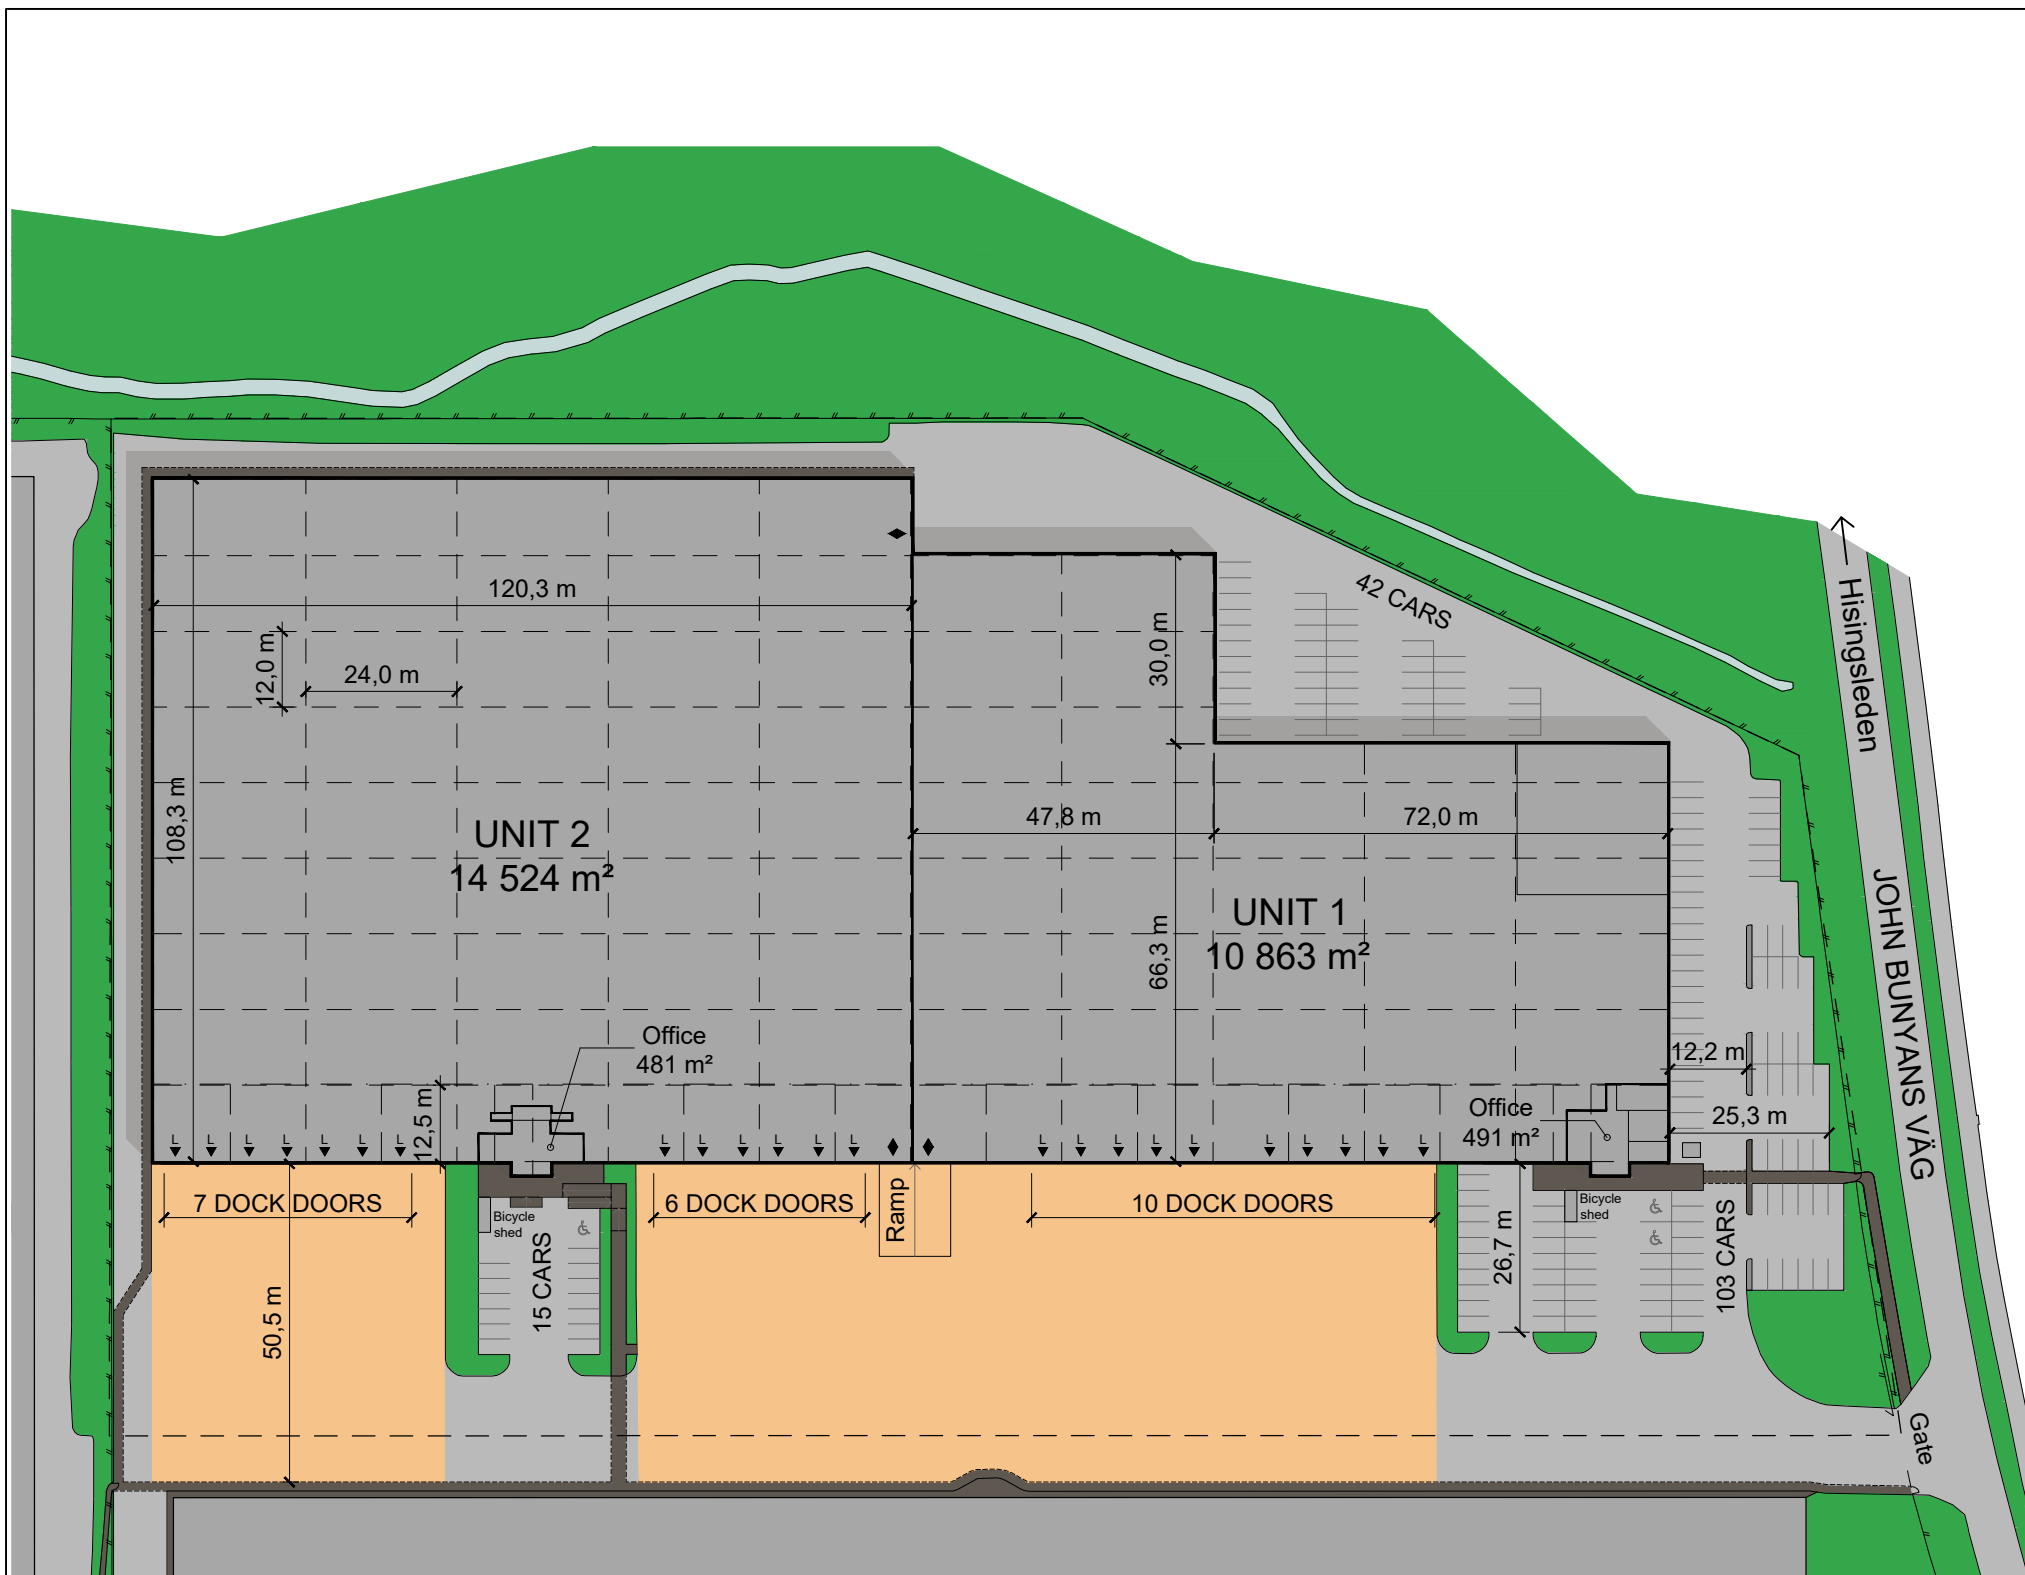 42 CARS
Hisingsleden
120,3 m
12,0 m
24,0 m
30,0 m
108,3 m
UNIT 2
14 524 m²
47,8 m
72,0 m
UNIT 1
10 863 m²
66,3 m
JOHN BUNYANS VÄG
Office
481 m²
12,2 m
12,5 m
Office
491 m²
25,3 m
L L L L L L L L L L L L L L L L L L L L L L L
7 DOCK DOORS
6 DOCK DOORS
Ramp
10 DOCK DOORS
Bicycle
shed
15 CARS
Bicycle
shed
26,7 m
103 CARS
50,5 m
Gate